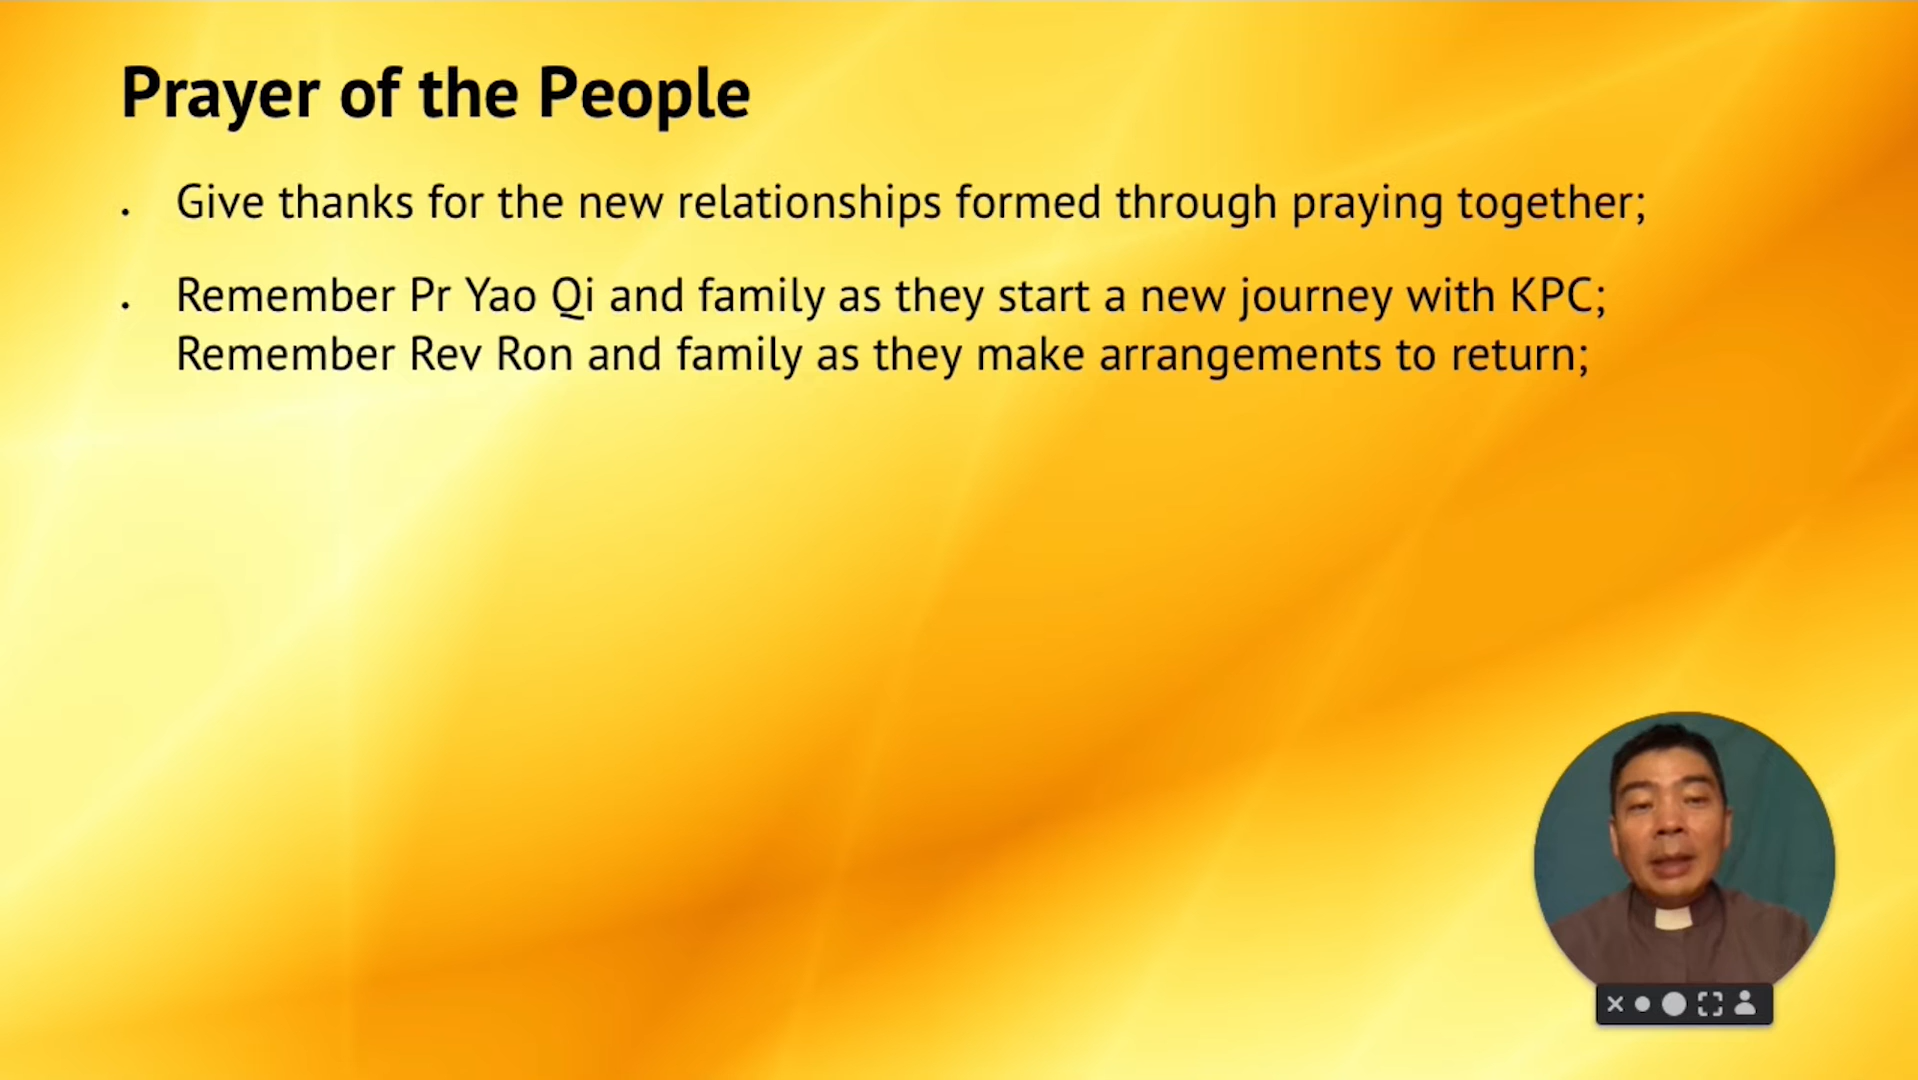 Prayer of the People
• Give thanks for the new relationships formed through praying together;
• Remember Pr Yao Qi and family as they start a new journey with KPC;
Remember Rev Ron and family as they make arrangements to return;